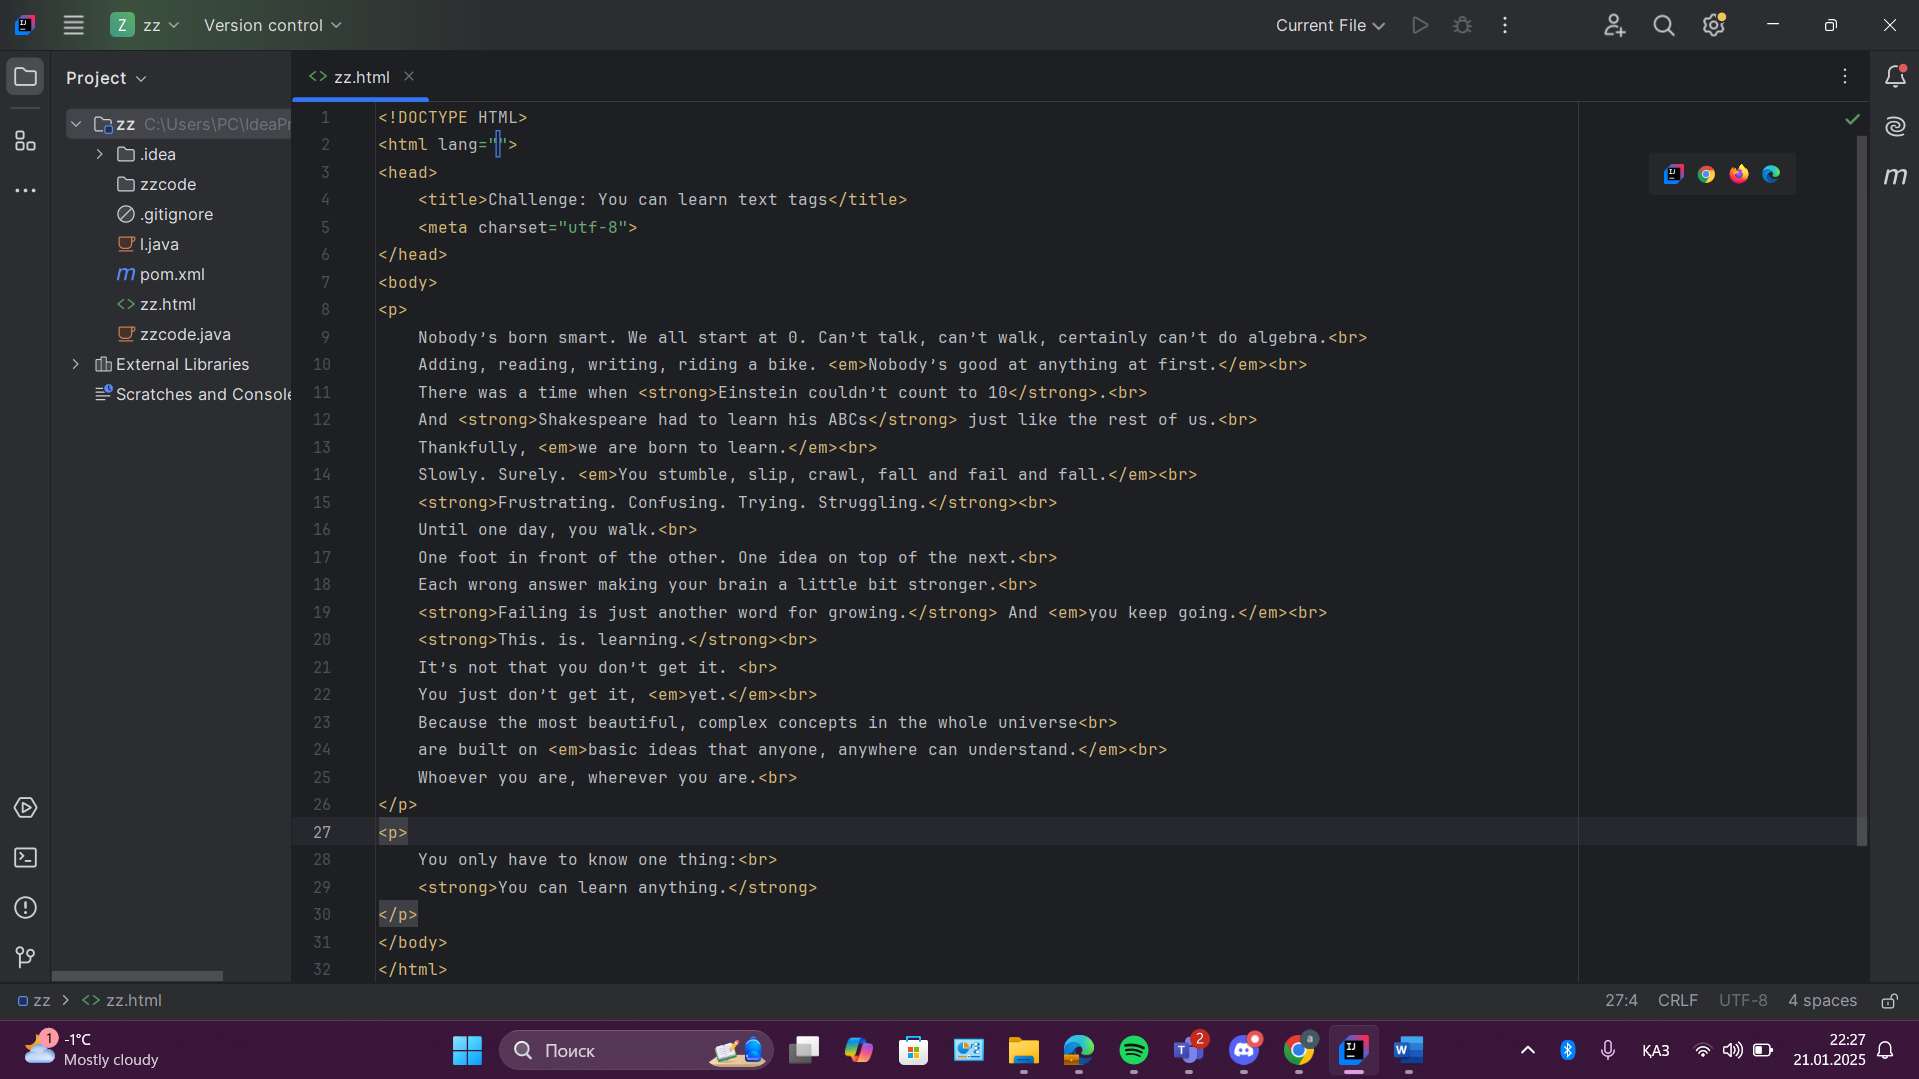 Z zz
Version control
Current File
Project
zz C:\Users\PC\IdeaPr
.idea
zzcode
.gitignore
I.java
m pom.xml
<> zz.html
zzcode.java
External Libraries
Scratches and Console
<> zz.html
1 <!DOCTYPE HTML>
2 <html lang="">
3 <head>
4 <title>Challenge: You can learn text tags</title>
5 <meta charset="utf-8">
6 </head>
7 <body>
8 <p>
9 Nobody’s born smart. We all start at 0. Can’t talk, can’t walk, certainly can’t do algebra.<br>
10 Adding, reading, writing, riding a bike. <em>Nobody’s good at anything at first.</em><br>
11 There was a time when <strong>Einstein couldn’t count to 10</strong>.<br>
12 And <strong>Shakespeare had to learn his ABCs</strong> just like the rest of us.<br>
13 Thankfully, <em>we are born to learn.</em><br>
14 Slowly. Surely. <em>You stumble, slip, crawl, fall and fail and fall.</em><br>
15 <strong>Frustrating. Confusing. Trying. Struggling.</strong><br>
16 Until one day, you walk.<br>
17 One foot in front of the other. One idea on top of the next.<br>
18 Each wrong answer making your brain a little bit stronger.<br>
19 <strong>Failing is just another word for growing.</strong> And <em>you keep going.</em><br>
20 <strong>This. is. learning.</strong><br>
21 It’s not that you don’t get it. <br>
22 You just don’t get it, <em>yet.</em><br>
23 Because the most beautiful, complex concepts in the whole universe<br>
24 are built on <em>basic ideas that anyone, anywhere can understand.</em><br>
25 Whoever you are, wherever you are.<br>
26 </p>
27 <p>
28 You only have to know one thing:<br>
29 <strong>You can learn anything.</strong>
30 </p>
31 </body>
32 </html>
m
zz > <> zz.html
27:4 CRLF UTF-8 4 spaces
1 -1°C
Mostly cloudy
Поиск
2
a
ҚАЗ
22:27
21.01.2025